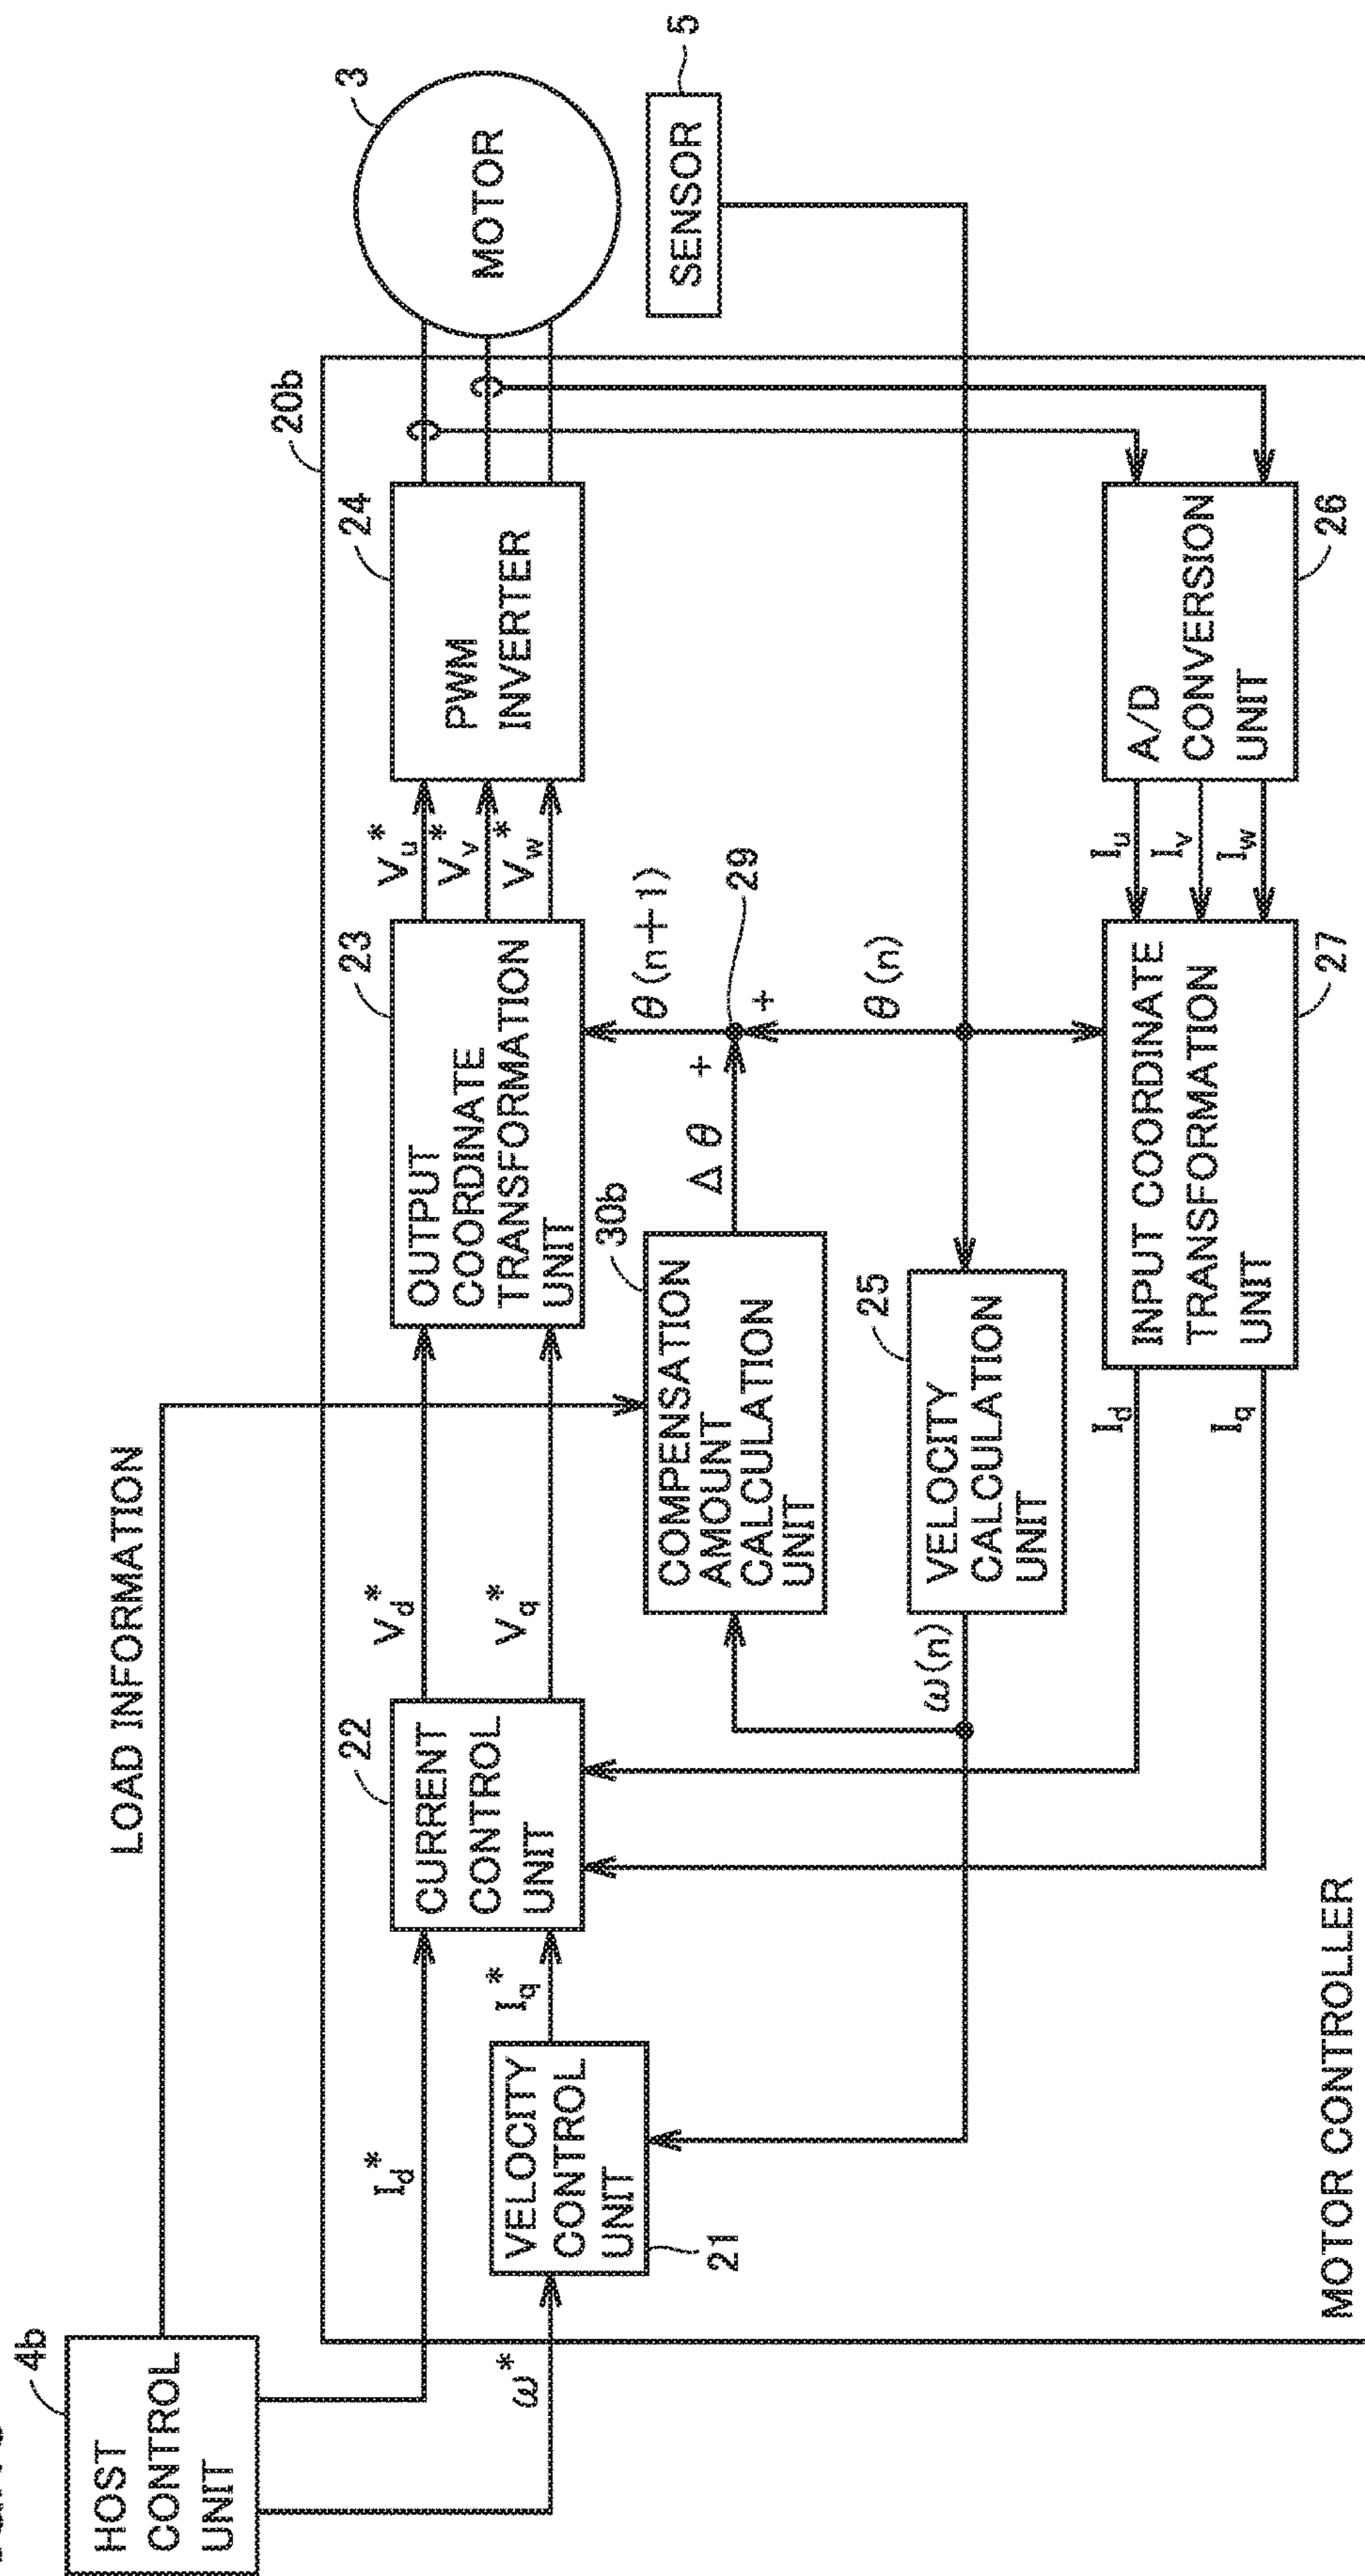 4b
HOST
CONTROL
UNIT
LOAD INFORMATION
20b
I_d^*
ω^*
VELOCITY
CONTROL
UNIT
21
I_q^*
22
CURRENT
CONTROL
UNIT
V_d^*
V_q^*
23
OUTPUT
COORDINATE
TRANSFORMATION
UNIT
V_u^*
V_v^*
V_w^*
24
PWM
INVERTER
3
MOTOR
5
SENSOR
30b
COMPENSATION
AMOUNT
CALCULATION
UNIT
Δθ
+
+
29
θ(n+1)
θ(n)
25
VELOCITY
CALCULATION
UNIT
ω(n)
I_d
I_q
INPUT COORDINATE
TRANSFORMATION
UNIT
27
I_u
I_v
I_w
A/D
CONVERSION
UNIT
26
MOTOR CONTROLLER